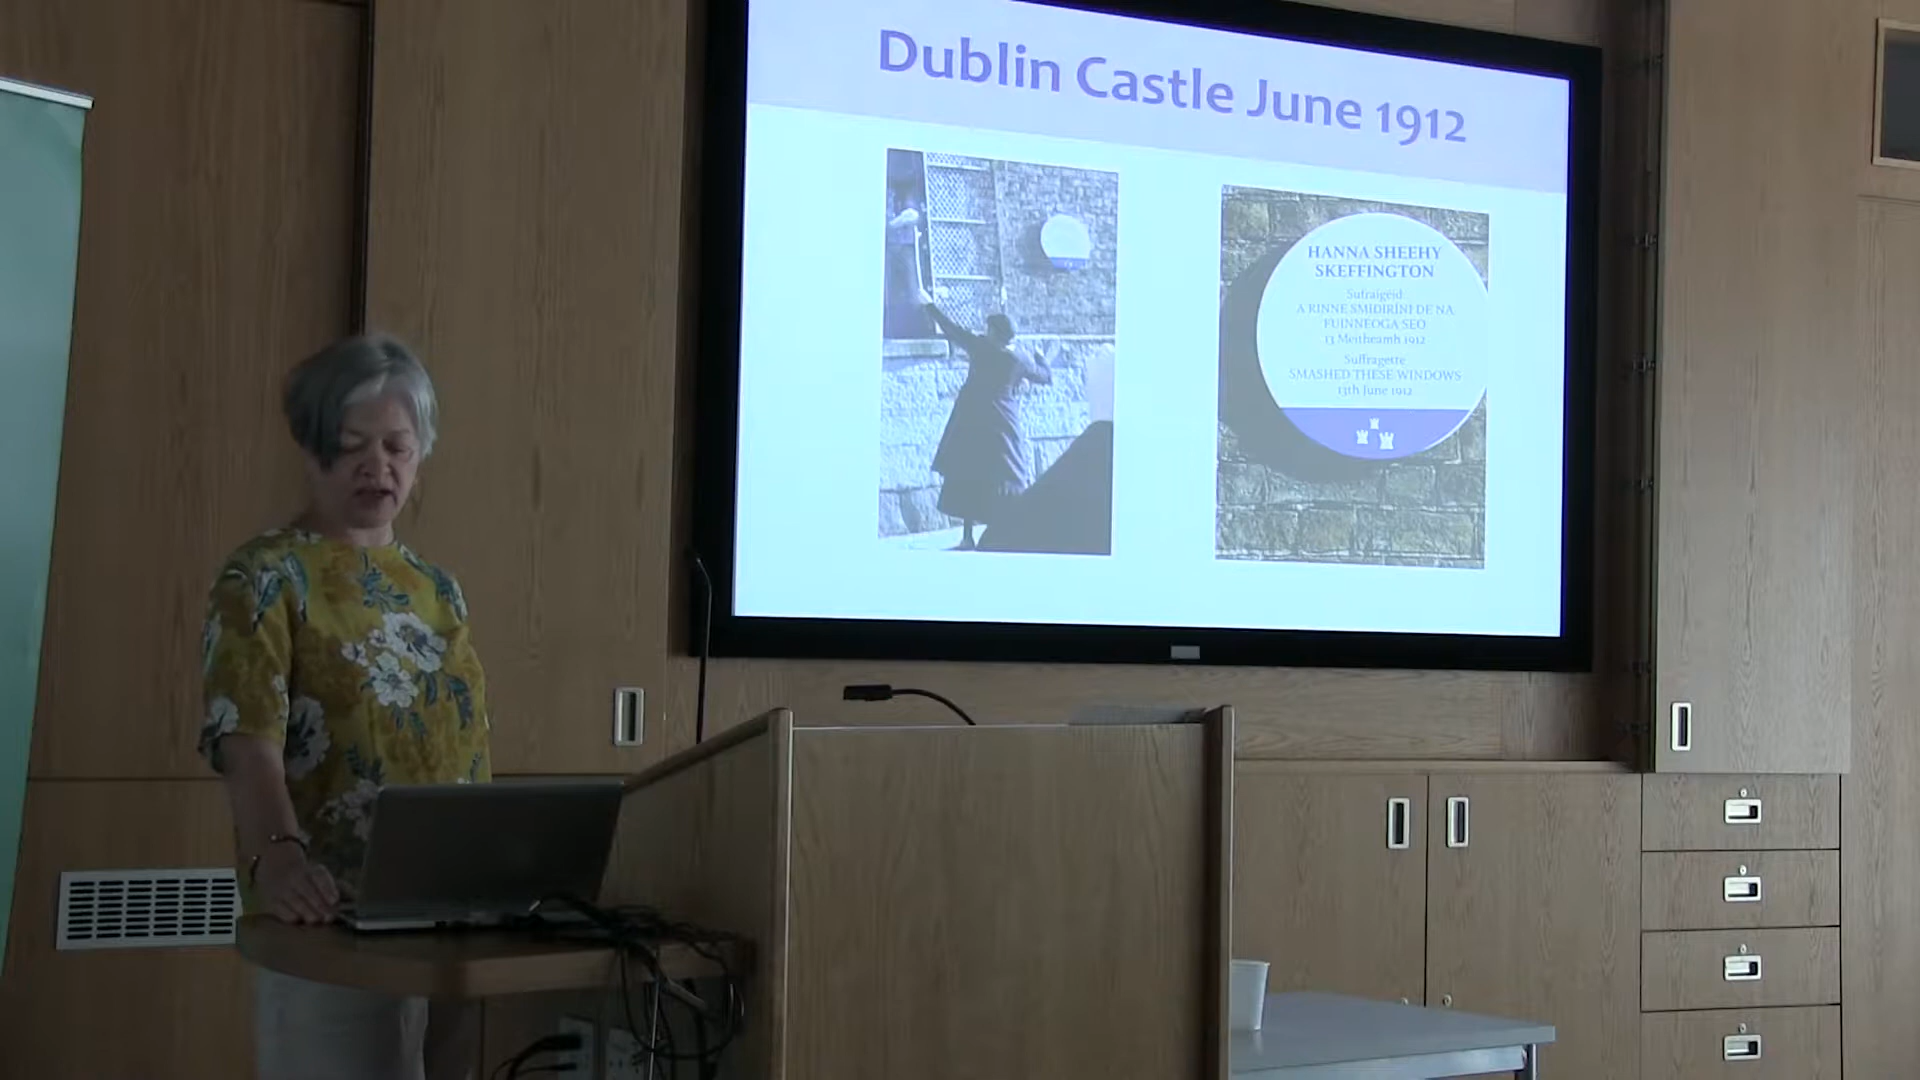 Dublin Castle June 1912
HANNA SHEEHY
SKEFFINGTON
Sufraigéid
A RINNE SMIDIRÍNÍ DE NA
FUINNEOGA SEO
13 Meitheamh 1912
Suffragette
SMASHED THESE WINDOWS
13th June 1912